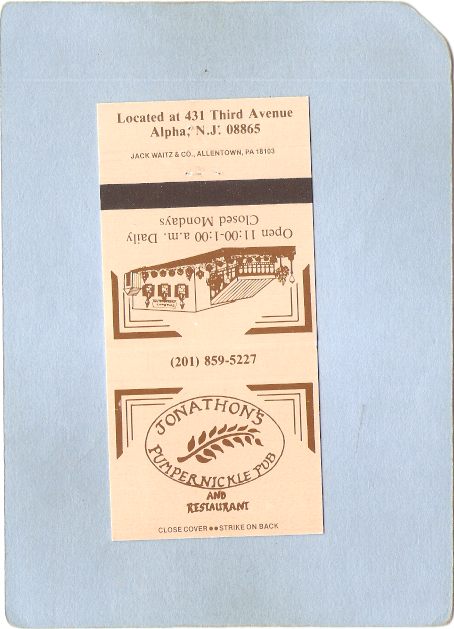 Located at 431 Third Avenue
Alpha, N.J. 08865
JACK WAITZ & CO., ALLENTOWN, PA 18103
Open 11:00-1:00 a.m. Daily
Closed Mondays
(201) 859-5227
JONATHON'S
PUMPERNICKLE PUB
AND
RESTAURANT
CLOSE COVER ●● STRIKE ON BACK